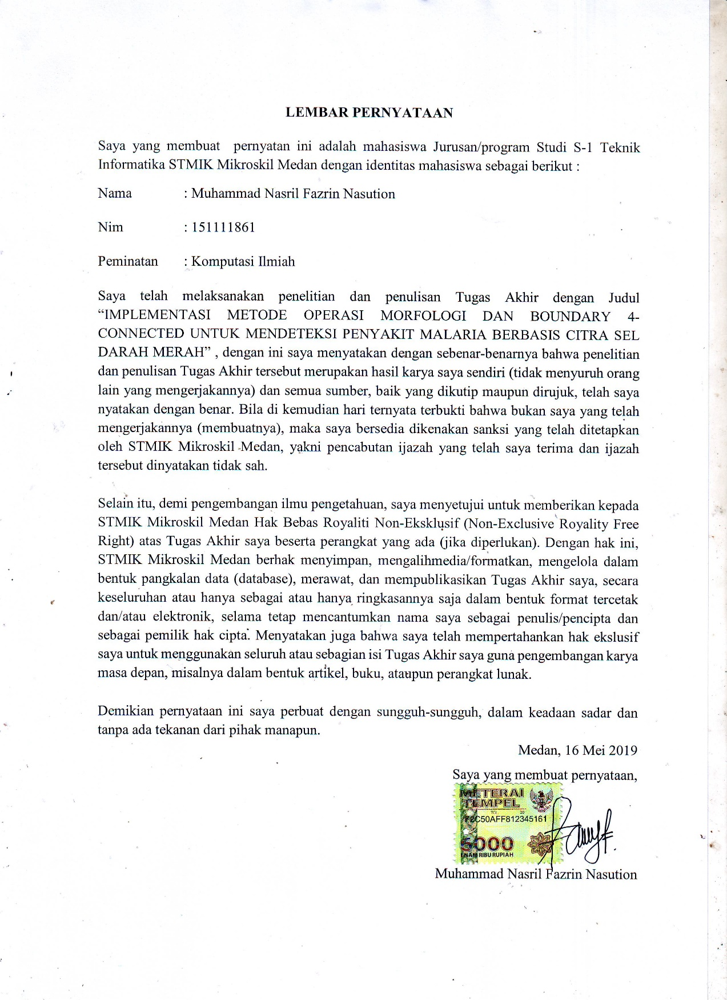 LEMBAR PERNYATAAN
Saya yang membuat pernyatan ini adalah mahasiswa Jurusan/program Studi S-1 Teknik
Informatika STMIK Mikroskil Medan dengan identitas mahasiswa sebagai berikut :
Nama : Muhammad Nasril Fazrin Nasution
Nim : 151111861
Peminatan : Komputasi Ilmiah
Saya telah melaksanakan penelitian dan penulisan Tugas Akhir dengan Judul
“IMPLEMENTASI METODE OPERASI MORFOLOGI DAN BOUNDARY 4-
CONNECTED UNTUK MENDETEKSI PENYAKIT MALARIA BERBASIS CITRA SEL
DARAH MERAH” , dengan ini saya menyatakan dengan sebenar-benarnya bahwa penelitian
dan penulisan Tugas Akhir tersebut merupakan hasil karya saya sendiri (tidak menyuruh orang
lain yang mengerjakannya) dan semua sumber, baik yang dikutip maupun dirujuk, telah saya
nyatakan dengan benar. Bila di kemudian hari ternyata terbukti bahwa bukan saya yang telah
mengerjakannya (membuatnya), maka saya bersedia dikenakan sanksi yang telah ditetapkan
oleh STMIK Mikroskil Medan, yakni pencabutan ijazah yang telah saya terima dan ijazah
tersebut dinyatakan tidak sah.
Selain itu, demi pengembangan ilmu pengetahuan, saya menyetujui untuk memberikan kepada
STMIK Mikroskil Medan Hak Bebas Royaliti Non-Eksklusif (Non-Exclusive Royality Free
Right) atas Tugas Akhir saya beserta perangkat yang ada (jika diperlukan). Dengan hak ini,
STMIK Mikroskil Medan berhak menyimpan, mengalihmedia/formatkan, mengelola dalam
bentuk pangkalan data (database), merawat, dan mempublikasikan Tugas Akhir saya, secara
keseluruhan atau hanya sebagai atau hanya ringkasannya saja dalam bentuk format tercetak
dan/atau elektronik, selama tetap mencantumkan nama saya sebagai penulis/pencipta dan
sebagai pemilik hak cipta. Menyatakan juga bahwa saya telah mempertahankan hak ekslusif
saya untuk menggunakan seluruh atau sebagian isi Tugas Akhir saya guna pengembangan karya
masa depan, misalnya dalam bentuk artikel, buku, ataupun perangkat lunak.
Demikian pernyataan ini saya perbuat dengan sungguh-sungguh, dalam keadaan sadar dan
tanpa ada tekanan dari pihak manapun.
Medan, 16 Mei 2019
Saya yang membuat pernyataan,
METERAI
TEMPEL
TGL 20
50AFF812345161
6000
ENAM RIBU RUPIAH
Muhammad Nasril Fazrin Nasution